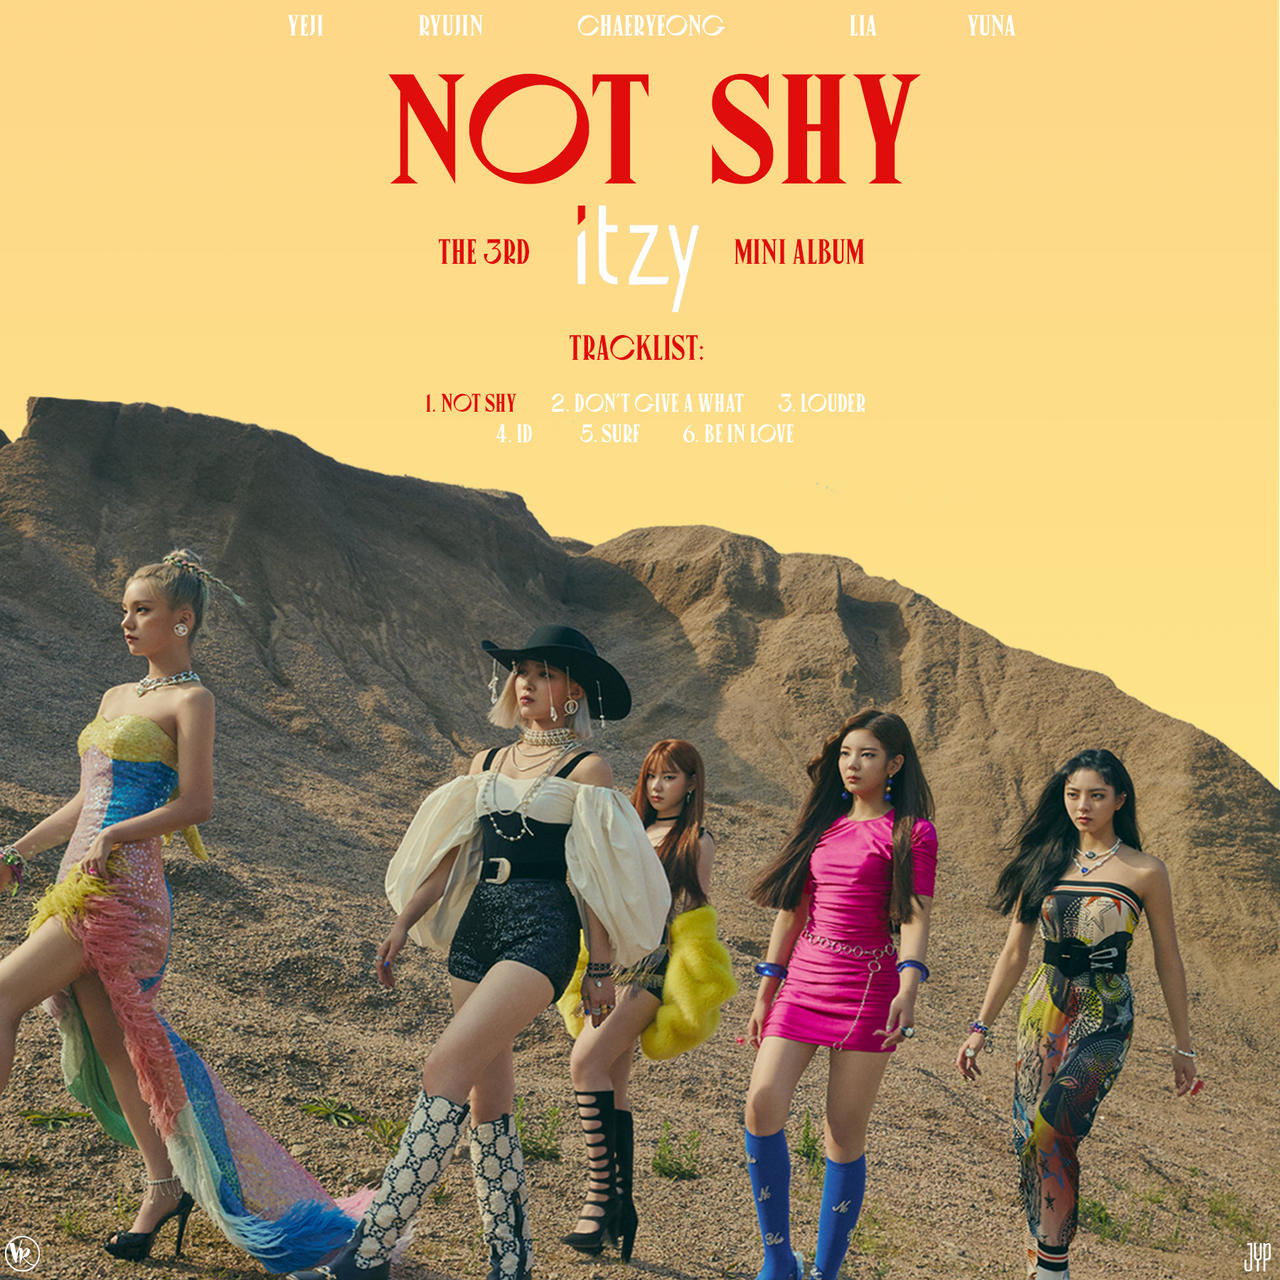 YEJI RYUJIN CHAERYEONG LIA YUNA
NOT SHY
THE 3RD itzy MINI ALBUM
TRACKLIST:
1. NOT SHY 2. DON'T GIVE A WHAT 3. LOUDER
4. ID 5. SURF 6. BE IN LOVE
VR JYP